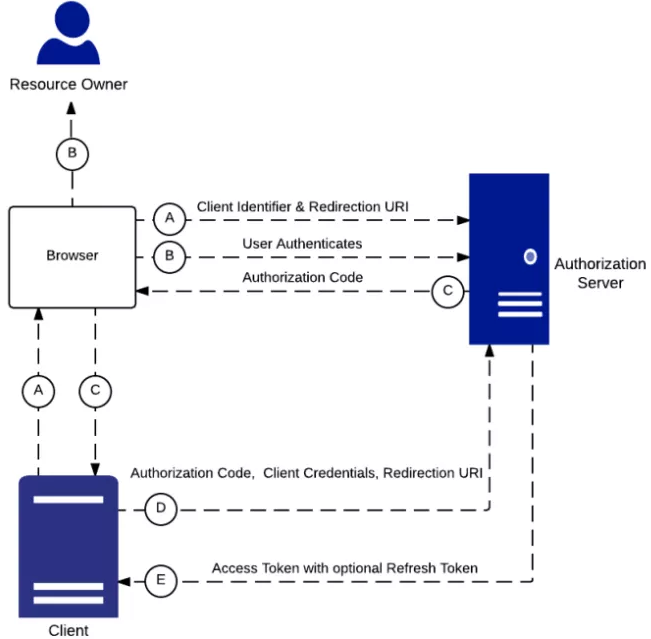 Resource Owner
B
A
Client Identifier & Redirection URI
B
User Authenticates
Browser
Authorization Code
C
Authorization
Server
A
C
Authorization Code, Client Credentials, Redirection URI
D
Access Token with optional Refresh Token
E
Client